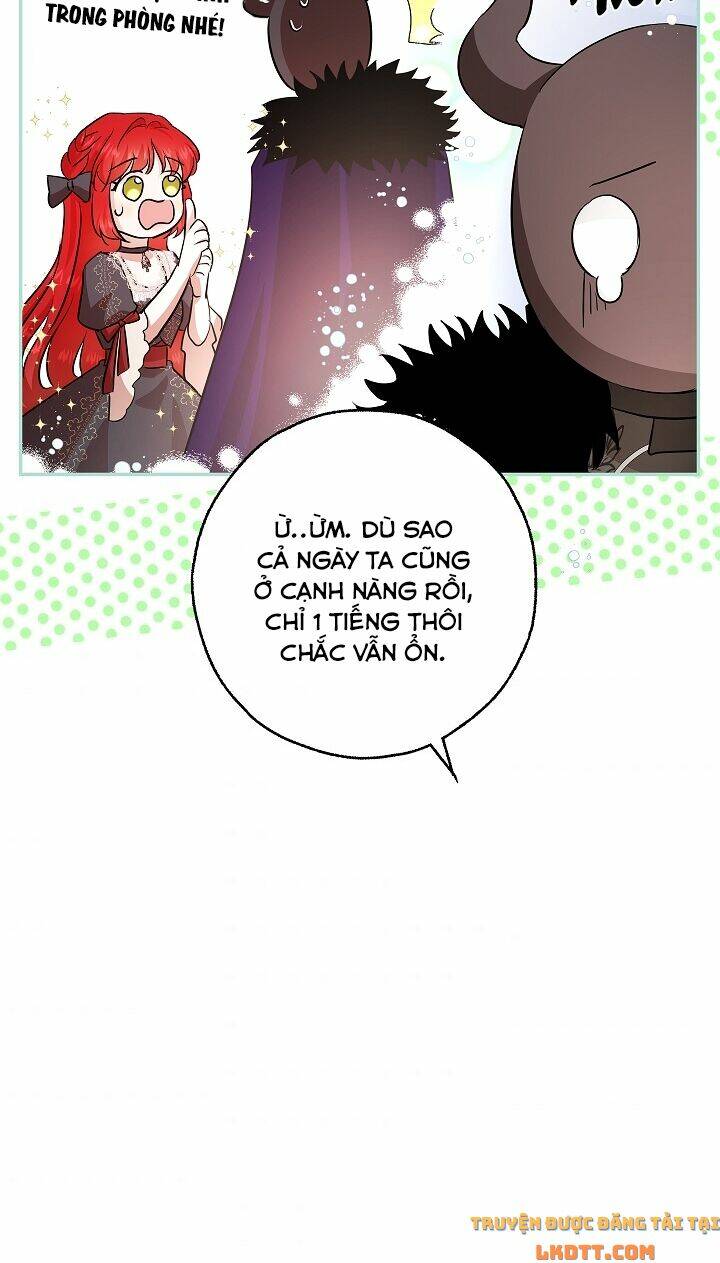 TRONG PHÒNG NHÉ!
Ừ..ỪM. DÙ SAO
CẢ NGÀY TA CŨNG
Ở CẠNH NÀNG RỒI,
CHỈ 1 TIẾNG THÔI
CHẮC VẪN ỔN.
TRUYỆN ĐƯỢC ĐĂNG TẢI TẠI
LKDTT.COM